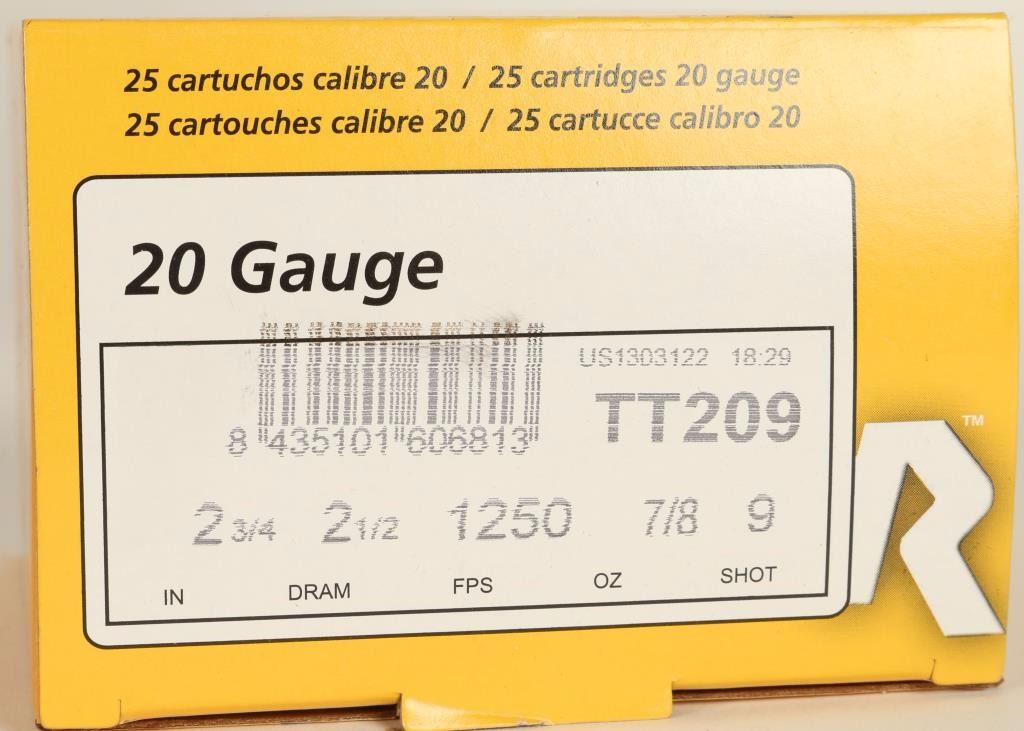 25 cartuchos calibre 20 / 25 cartridges 20 gauge
25 cartouches calibre 20 / 25 cartucce calibro 20
20 Gauge
US1303122 18:29
TT209
8 435101 606813
2 3/4 2 1/2 1250 7/8 9
IN DRAM FPS OZ SHOT
R™